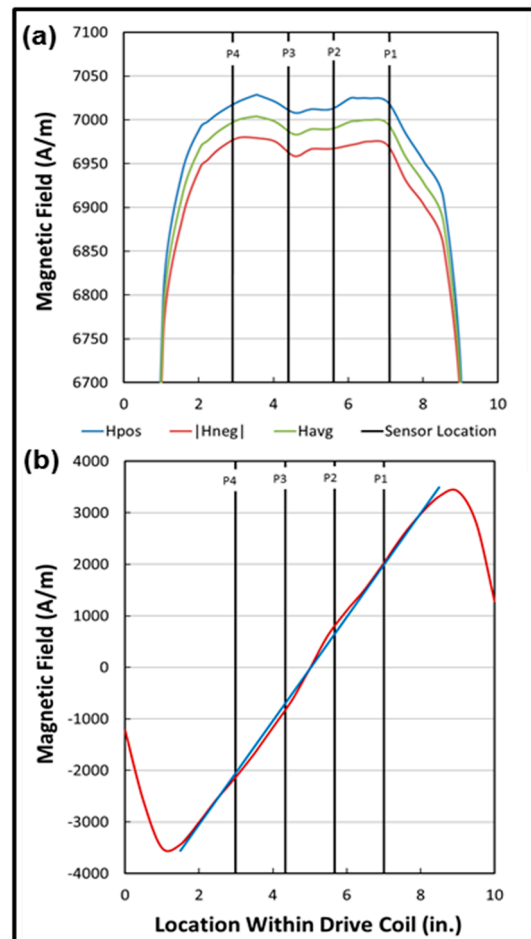 (a)
7100
7050
7000
6950
6900
6850
6800
6750
6700
Magnetic Field (A/m)
P4 P3 P2 P1
0 2 4 6 8 10
Hpos |Hneg| Havg Sensor Location
(b)
4000
3000
2000
1000
0
-1000
-2000
-3000
-4000
Magnetic Field (A/m)
P4 P3 P2 P1
0 2 4 6 8 10
Location Within Drive Coil (in.)